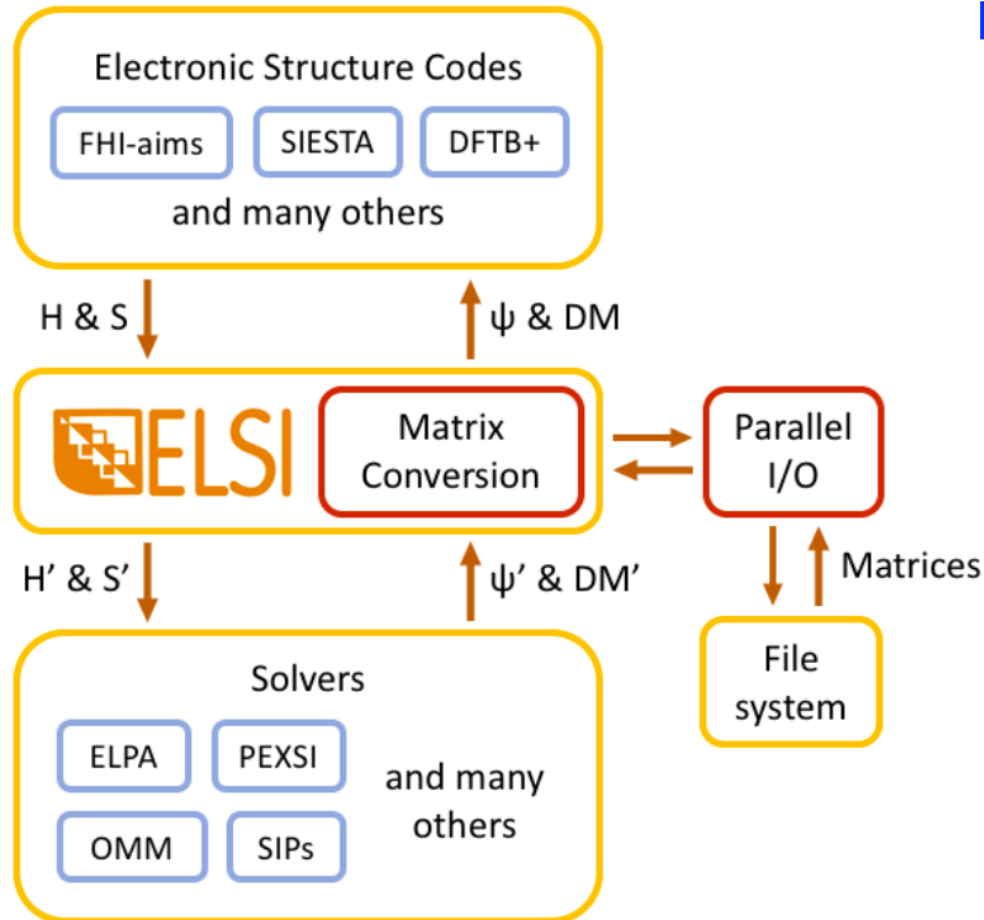 Electronic Structure Codes
FHI-aims
SIESTA
DFTB+
and many others
H & S
ψ & DM
ELSI
Matrix
Conversion
Parallel
I/O
H’ & S’
ψ’ & DM’
Matrices
File
system
Solvers
ELPA
PEXSI
and many
others
OMM
SIPs